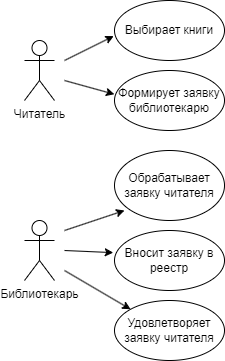 Выбирает книги
Читатель
Формирует заявку
библиотекарю
Обрабатывает
заявку читателя
Вносит заявку в
реестр
Библиотекарь
Удовлетворяет
заявку читателя